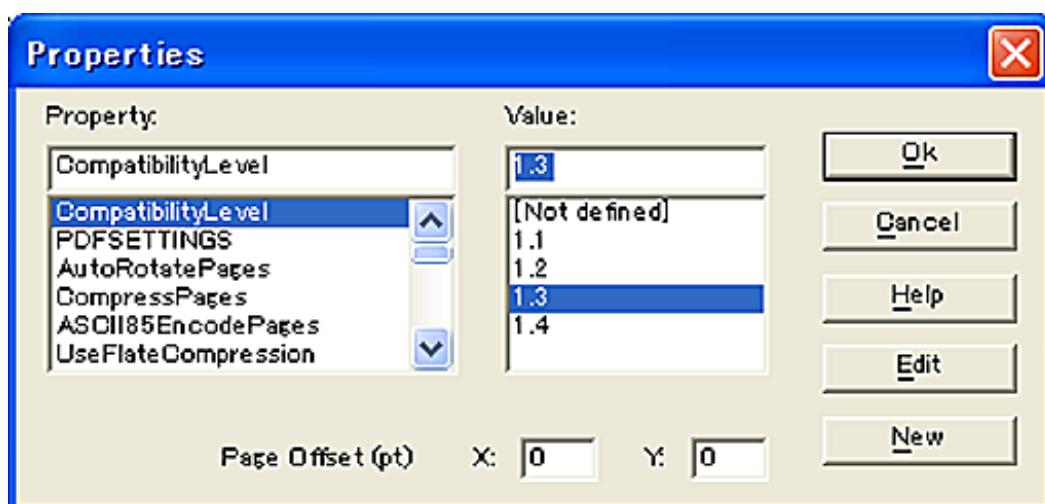 Properties
Property:
Value:
CompatibilityLevel
1.3
CompatibilityLevel
PDFSETTINGS
AutoRotatePages
CompressPages
ASCII85EncodePages
UseFlateCompression
[Not defined]
1.1
1.2
1.3
1.4
Ok
Cancel
Help
Edit
New
Page Offset (pt) X: 0 Y: 0